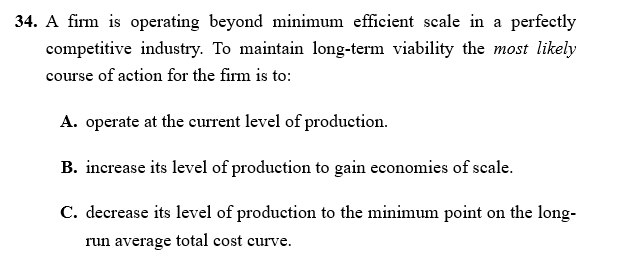 34. A firm is operating beyond minimum efficient scale in a perfectly
competitive industry. To maintain long-term viability the most likely
course of action for the firm is to:
A. operate at the current level of production.
B. increase its level of production to gain economies of scale.
C. decrease its level of production to the minimum point on the long-
run average total cost curve.